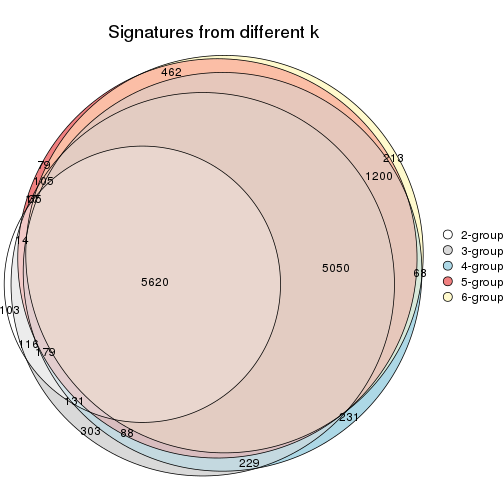 Signatures from different k
462
213
79
1200
105
14
5050
68
5620
103
116
179
131
231
303
88
229
2-group
3-group
4-group
5-group
6-group